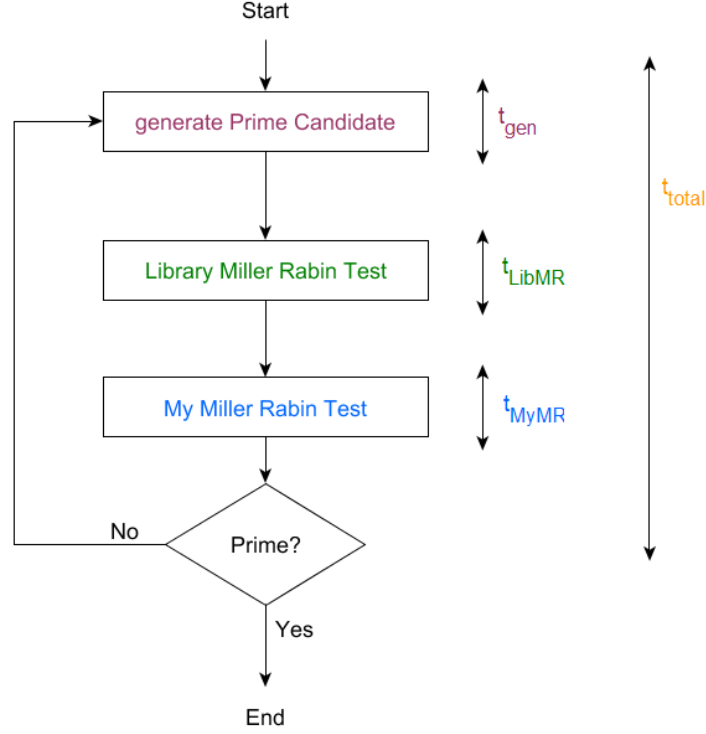 Start
generate Prime Candidate
t_gen
t_total
Library Miller Rabin Test
t_LibMR
My Miller Rabin Test
t_MyMR
No
Prime?
Yes
End